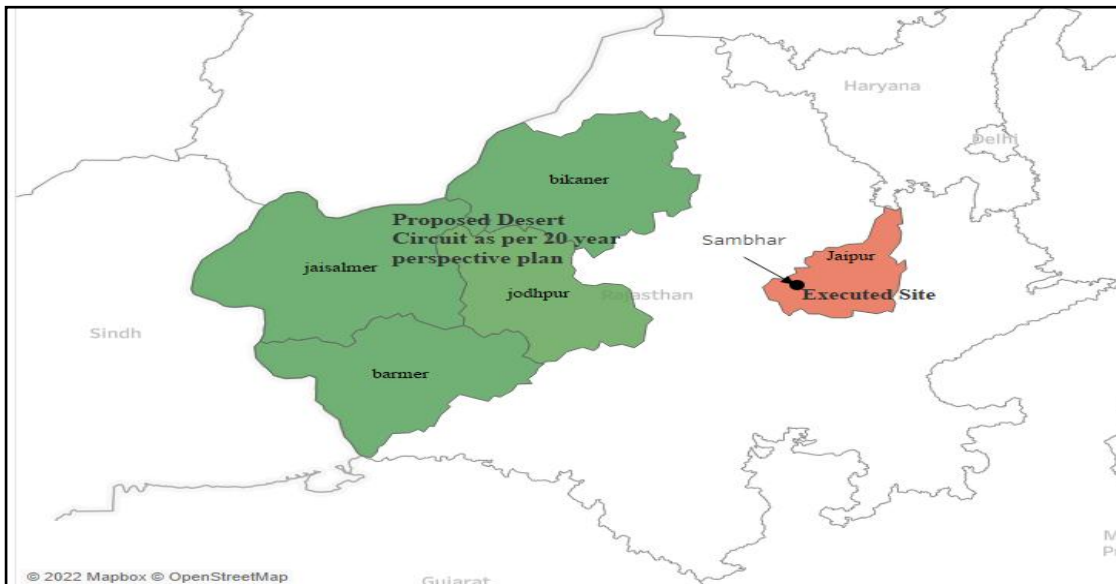 Haryana
Delhi
bikaner
Proposed Desert
Circuit as per 20 year
perspective plan
Sambhar
Jaipur
jaisalmer
jodhpur
Rajasthan
Executed Site
Sindh
barmer
© 2022 Mapbox © OpenStreetMap
Gujarat